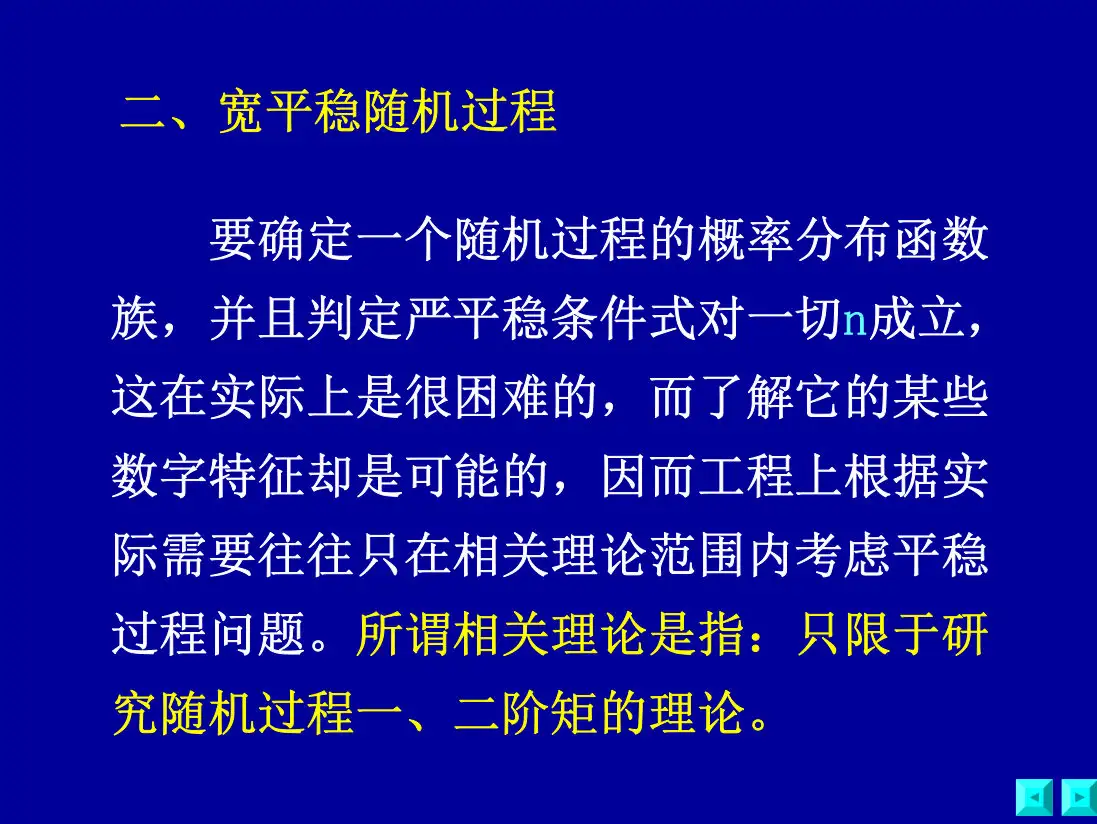 二、宽平稳随机过程
要确定一个随机过程的概率分布函数
族，并且判定严平稳条件式对一切n成立，
这在实际上是很困难的，而了解它的某些
数字特征却是可能的，因而工程上根据实
际需要往往只在相关理论范围内考虑平稳
过程问题。所谓相关理论是指：只限于研
究随机过程一、二阶矩的理论。